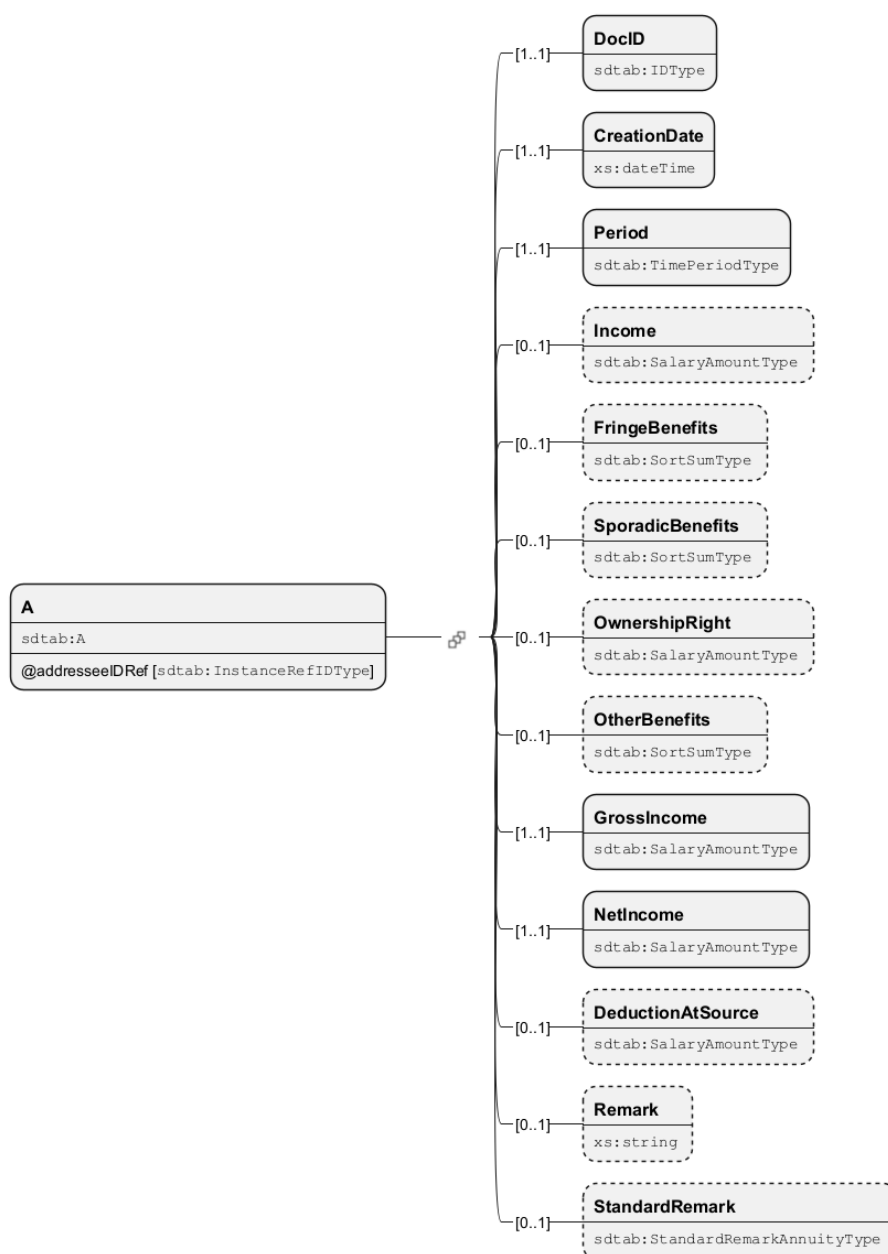 [1..1]
DocID
sdtab:IDType
[1..1]
CreationDate
xs:dateTime
[1..1]
Period
sdtab:TimePeriodType
[0..1]
Income
sdtab:SalaryAmountType
[0..1]
FringeBenefits
sdtab:SortSumType
[0..1]
SporadicBenefits
sdtab:SortSumType
A
sdtab:A
@addresseeIDRef [sdtab:InstanceRefIDType]
[0..1]
OwnershipRight
sdtab:SalaryAmountType
[0..1]
OtherBenefits
sdtab:SortSumType
[1..1]
GrossIncome
sdtab:SalaryAmountType
[1..1]
NetIncome
sdtab:SalaryAmountType
[0..1]
DeductionAtSource
sdtab:SalaryAmountType
[0..1]
Remark
xs:string
[0..1]
StandardRemark
sdtab:StandardRemarkAnnuityType